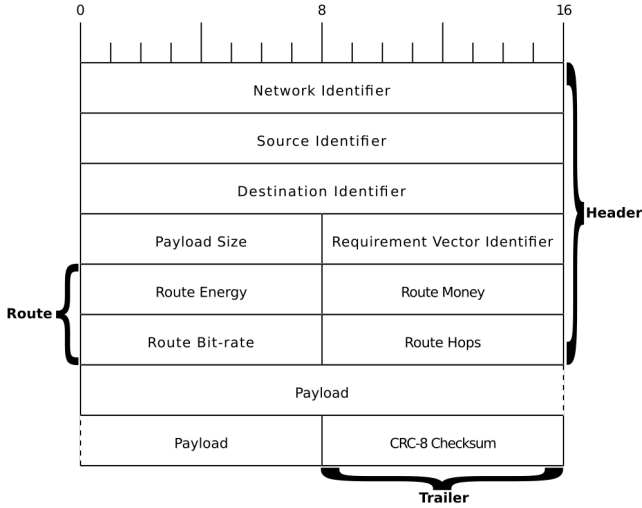 0 8 16
Network Identifier
Source Identifier
Destination Identifier
Header
Payload Size Requirement Vector Identifier
Route Energy Route Money
Route
Route Bit-rate Route Hops
Payload
Payload CRC-8 Checksum
Trailer